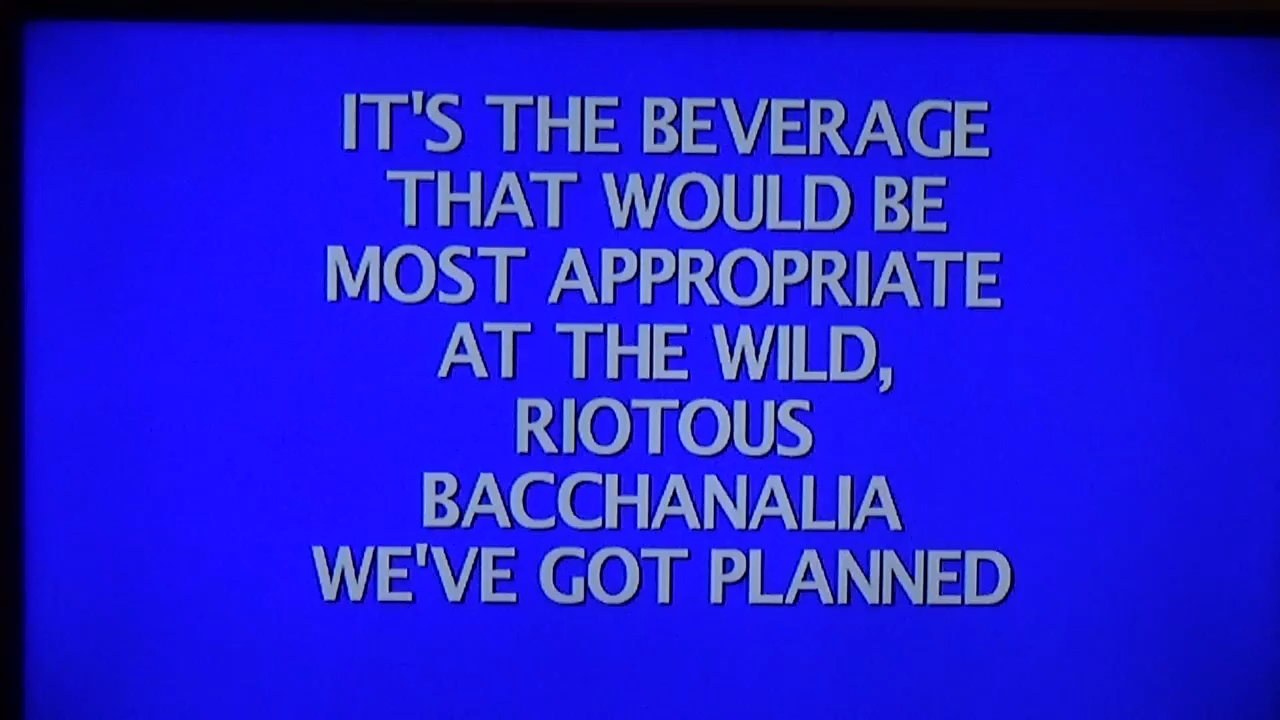 IT'S THE BEVERAGE
THAT WOULD BE
MOST APPROPRIATE
AT THE WILD,
RIOTOUS
BACCHANALIA
WE'VE GOT PLANNED